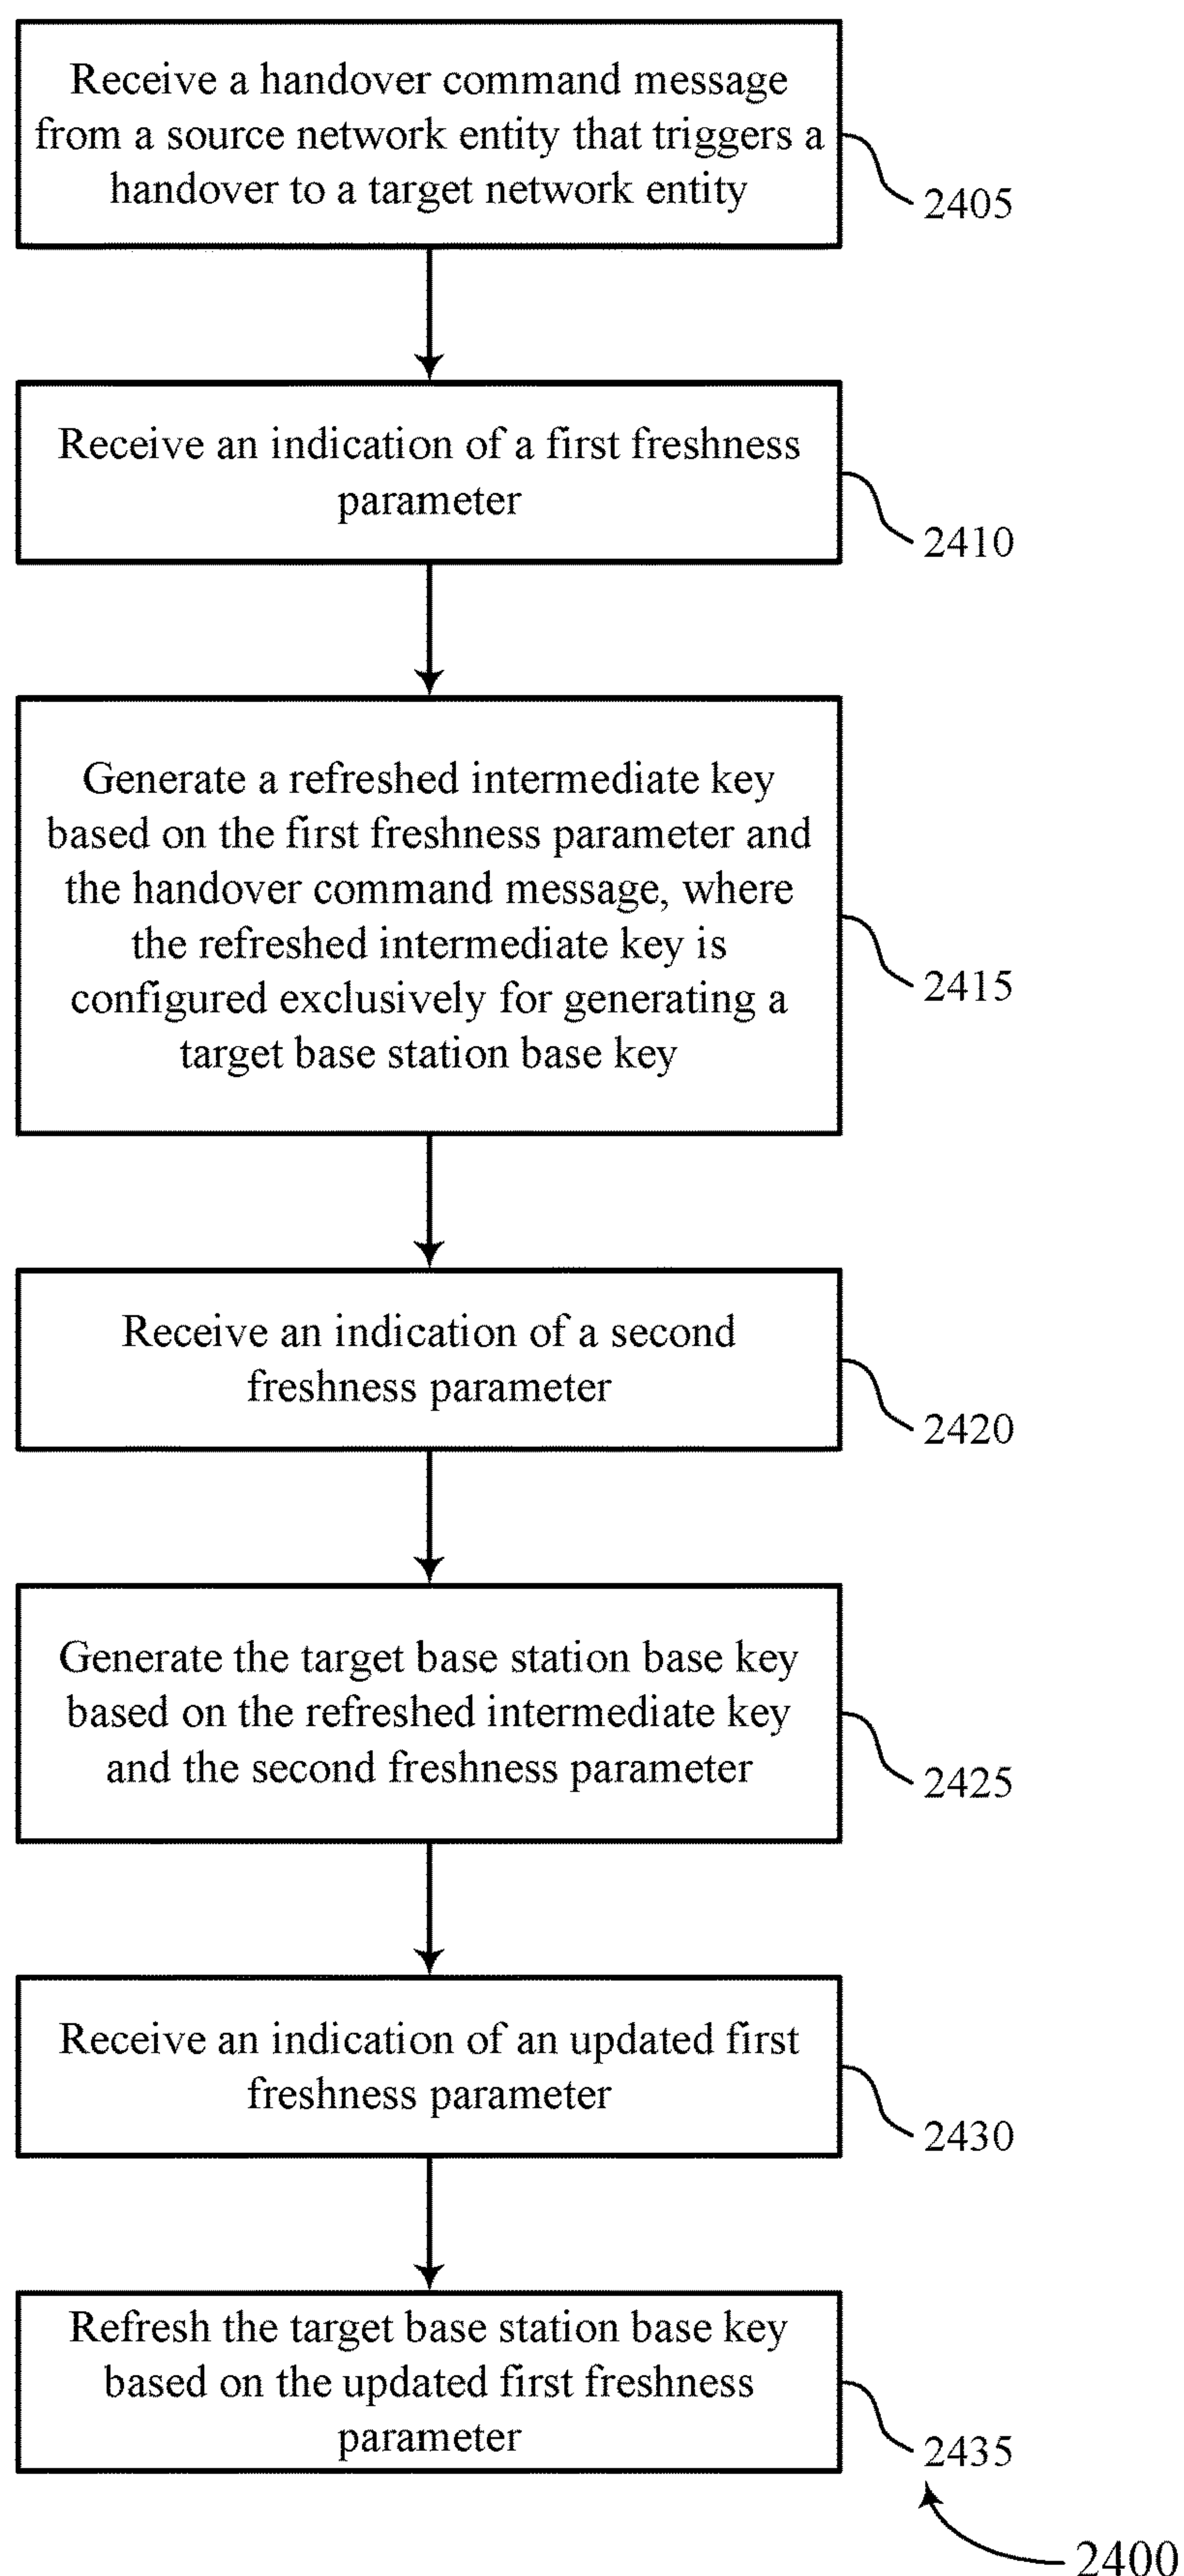 Receive a handover command message
from a source network entity that triggers a
handover to a target network entity
2405
Receive an indication of a first freshness
parameter
2410
Generate a refreshed intermediate key
based on the first freshness parameter and
the handover command message, where
the refreshed intermediate key is
configured exclusively for generating a
target base station base key
2415
Receive an indication of a second
freshness parameter
2420
Generate the target base station base key
based on the refreshed intermediate key
and the second freshness parameter
2425
Receive an indication of an updated first
freshness parameter
2430
Refresh the target base station base key
based on the updated first freshness
parameter
2435
2400